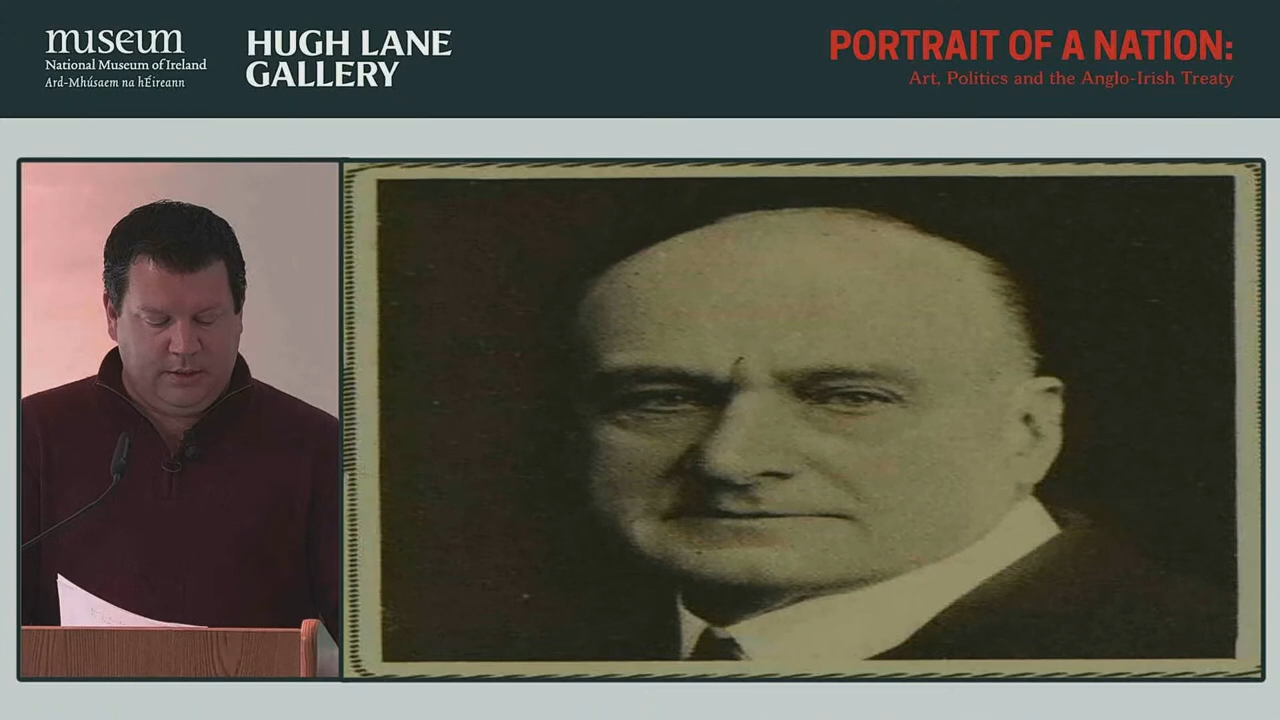 museum
National Museum of Ireland
Ard-Mhúsaem na hÉireann
HUGH LANE
GALLERY
PORTRAIT OF A NATION:
Art, Politics and the Anglo-Irish Treaty